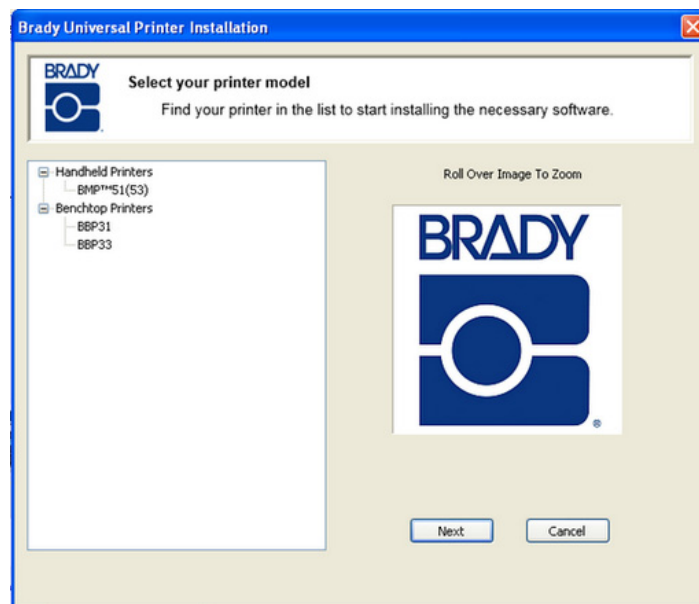 Brady Universal Printer Installation
BRADY
Select your printer model
Find your printer in the list to start installing the necessary software.
Handheld Printers
BMP™51(53)
Benchtop Printers
BBP31
BBP33
Roll Over Image To Zoom
BRADY
®
Next
Cancel